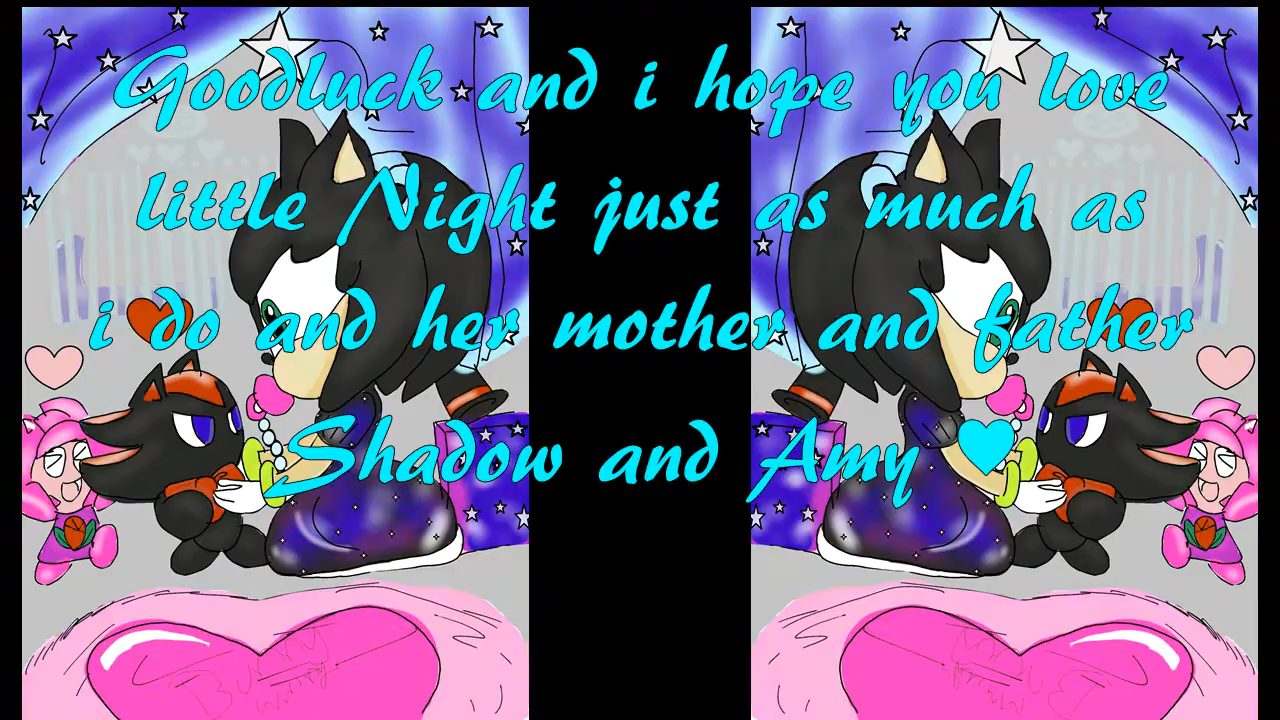 Goodluck and i hope you love
little Night just as much as
i do and her mother and father
Shadow and Amy ♥